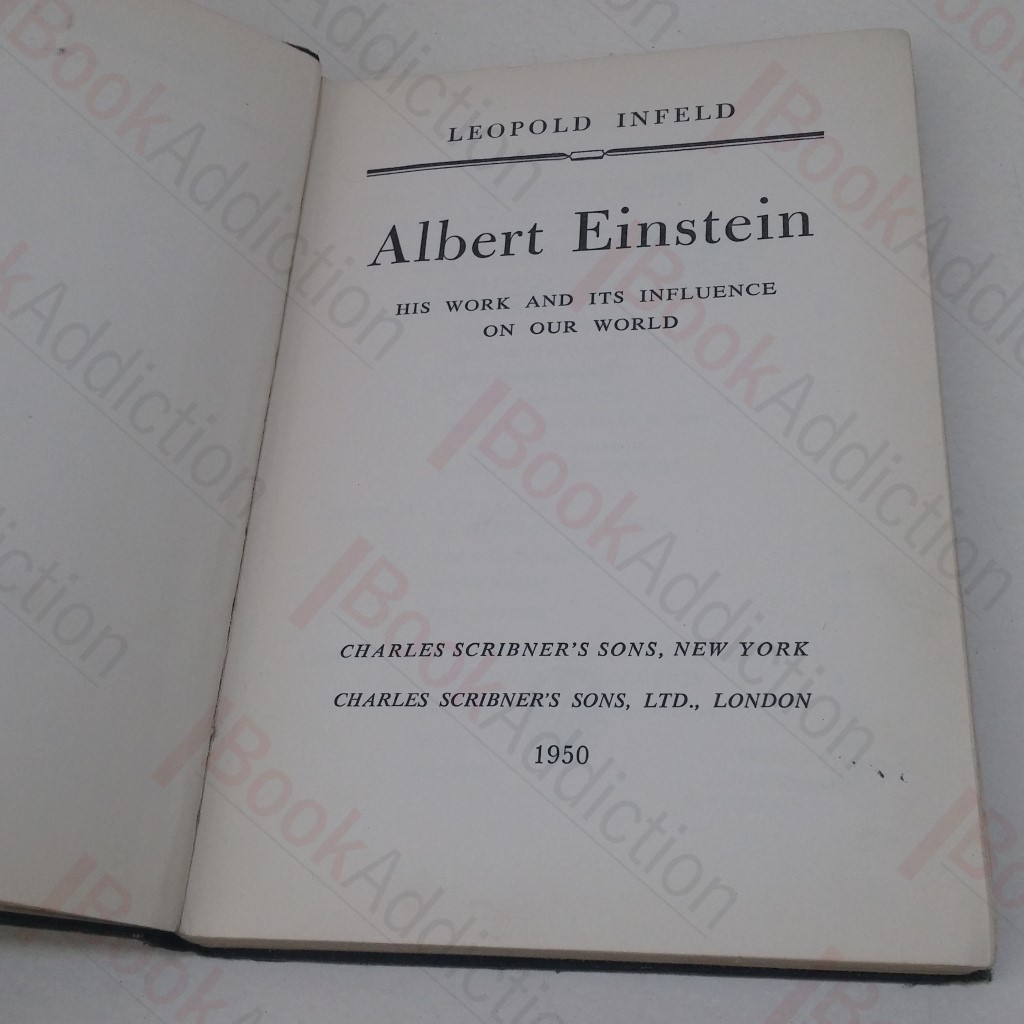 LEOPOLD INFELD
Albert Einstein
HIS WORK AND ITS INFLUENCE
ON OUR WORLD
CHARLES SCRIBNER'S SONS, NEW YORK
CHARLES SCRIBNER'S SONS, LTD., LONDON
1950
BookAddiction